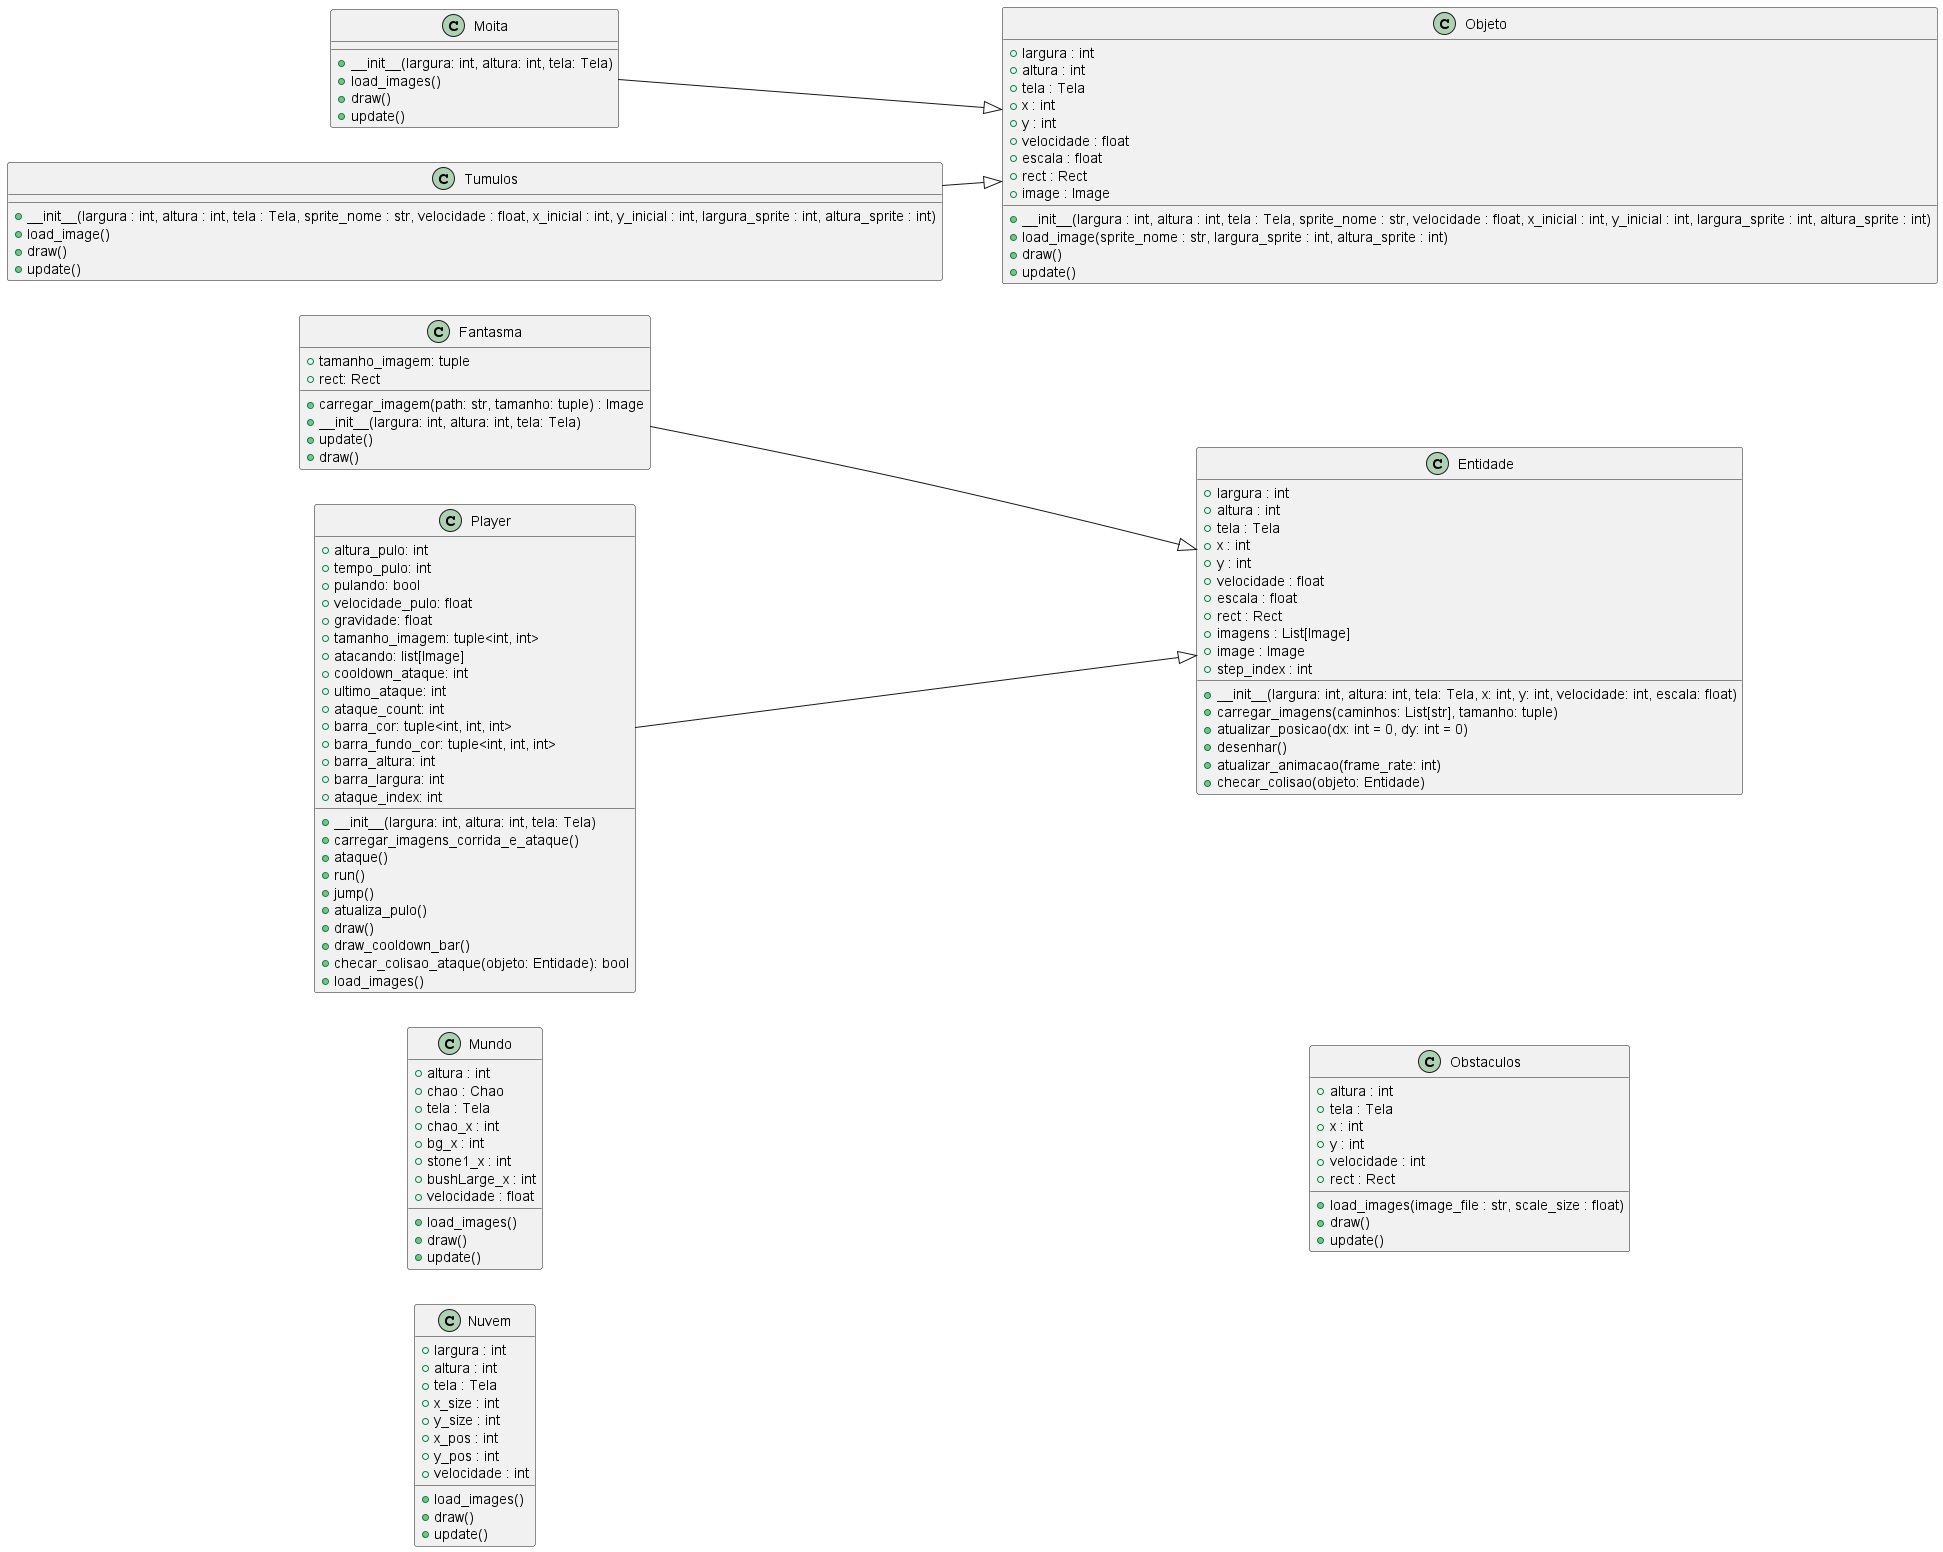 C Moita
__init__(largura: int, altura: int, tela: Tela)
load_images()
draw()
update()
C Objeto
largura : int
altura : int
tela : Tela
x : int
y : int
velocidade : float
escala : float
rect : Rect
image : Image
__init__(largura : int, altura : int, tela : Tela, sprite_nome : str, velocidade : float, x_inicial : int, y_inicial : int, largura_sprite : int, altura_sprite : int)
load_image(sprite_nome : str, largura_sprite : int, altura_sprite : int)
draw()
update()
C Tumulos
__init__(largura : int, altura : int, tela : Tela, sprite_nome : str, velocidade : float, x_inicial : int, y_inicial : int, largura_sprite : int, altura_sprite : int)
load_image()
draw()
update()
C Fantasma
tamanho_imagem: tuple
rect: Rect
carregar_imagem(path: str, tamanho: tuple) : Image
__init__(largura: int, altura: int, tela: Tela)
update()
draw()
C Entidade
largura : int
altura : int
tela : Tela
x : int
y : int
velocidade : float
escala : float
rect : Rect
imagens : List[Image]
image : Image
step_index : int
__init__(largura: int, altura: int, tela: Tela, x: int, y: int, velocidade: int, escala: float)
carregar_imagens(caminhos: List[str], tamanho: tuple)
atualizar_posicao(dx: int = 0, dy: int = 0)
desenhar()
atualizar_animacao(frame_rate: int)
checar_colisao(objeto: Entidade)
C Player
altura_pulo: int
tempo_pulo: int
pulando: bool
velocidade_pulo: float
gravidade: float
tamanho_imagem: tuple<int, int>
atacando: list[Image]
cooldown_ataque: int
ultimo_ataque: int
ataque_count: int
barra_cor: tuple<int, int, int>
barra_fundo_cor: tuple<int, int, int>
barra_altura: int
barra_largura: int
ataque_index: int
__init__(largura: int, altura: int, tela: Tela)
carregar_imagens_corrida_e_ataque()
ataque()
run()
jump()
atualiza_pulo()
draw()
draw_cooldown_bar()
checar_colisao_ataque(objeto: Entidade): bool
load_images()
C Mundo
altura : int
chao : Chao
tela : Tela
chao_x : int
bg_x : int
stone1_x : int
bushLarge_x : int
velocidade : float
load_images()
draw()
update()
C Obstaculos
altura : int
tela : Tela
x : int
y : int
velocidade : int
rect : Rect
load_images(image_file : str, scale_size : float)
draw()
update()
C Nuvem
largura : int
altura : int
tela : Tela
x_size : int
y_size : int
x_pos : int
y_pos : int
velocidade : int
load_images()
draw()
update()